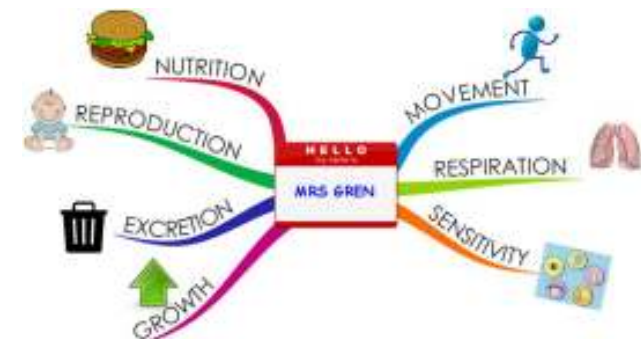 NUTRITION
REPRODUCTION
EXCRETION
GROWTH
HELLO
MRS GREN
MOVEMENT
RESPIRATION
SENSITIVITY